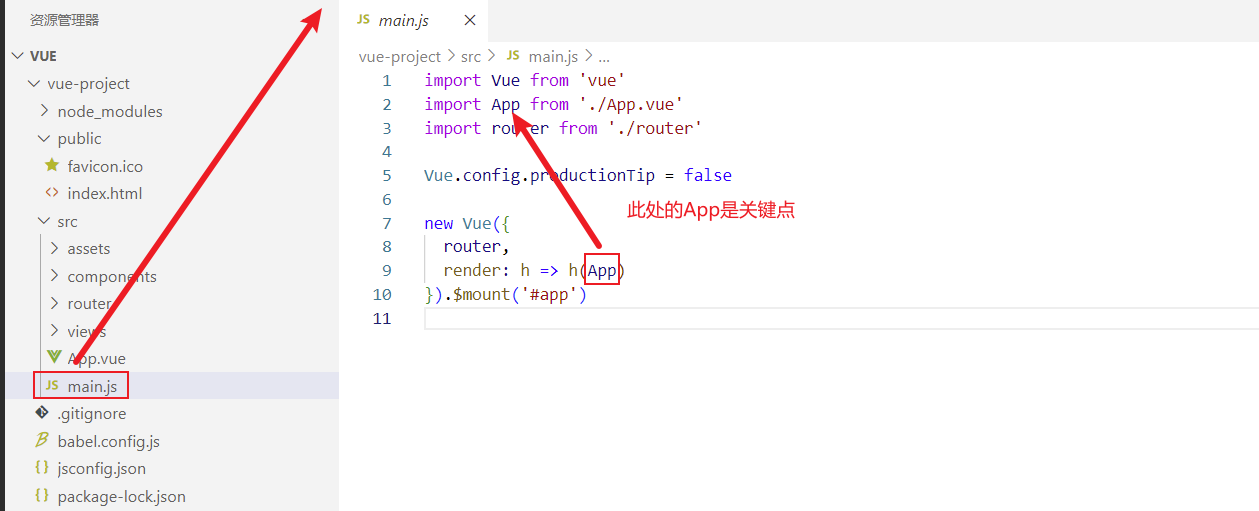 资源管理器
VUE
vue-project
node_modules
public
favicon.ico
index.html
src
assets
components
router
views
App.vue
JS main.js
.gitignore
babel.config.js
{} jsconfig.json
{} package-lock.json
JS main.js ×
vue-project > src > JS main.js > ...
1 import Vue from 'vue'
2 import App from './App.vue'
3 import router from './router'
4
5 Vue.config.productionTip = false
6
7 new Vue({
8 router,
9 render: h => h(App)
10 }).$mount('#app')
11
此处的App是关键点